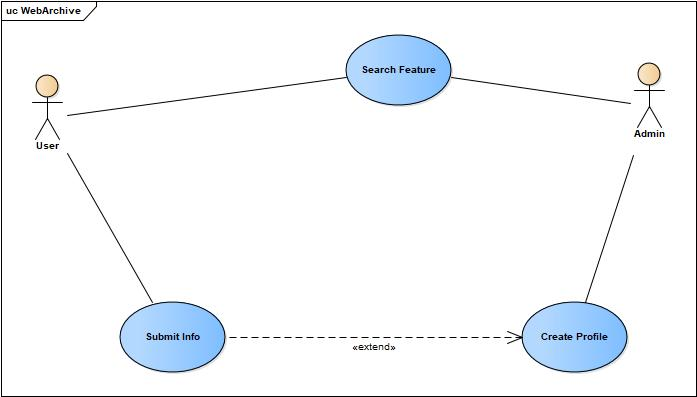 uc WebArchive
Search Feature
User
Admin
Submit Info
Create Profile
«extend»